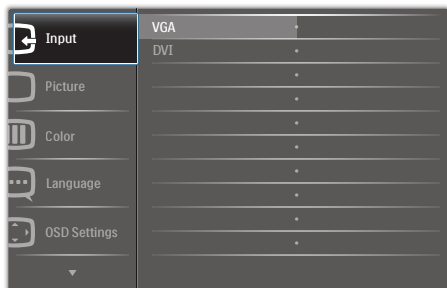 Input
VGA
DVI
Picture
Color
Language
OSD Settings